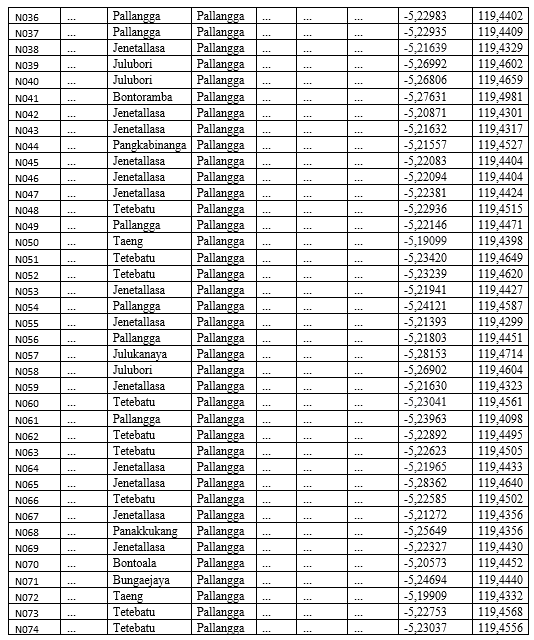 N036 ... Pallangga Pallangga ... ... ... -5,22983 119,4402
N037 ... Pallangga Pallangga ... ... ... -5,22935 119,4409
N038 ... Jenetallasa Pallangga ... ... ... -5,21639 119,4329
N039 ... Julubori Pallangga ... ... ... -5,26992 119,4602
N040 ... Julubori Pallangga ... ... ... -5,26806 119,4659
N041 ... Bontoramba Pallangga ... ... ... -5,27631 119,4981
N042 ... Jenetallasa Pallangga ... ... ... -5,20871 119,4301
N043 ... Jenetallasa Pallangga ... ... ... -5,21632 119,4317
N044 ... Pangkabinanga Pallangga ... ... ... -5,21557 119,4527
N045 ... Jenetallasa Pallangga ... ... ... -5,22083 119,4404
N046 ... Jenetallasa Pallangga ... ... ... -5,22094 119,4404
N047 ... Jenetallasa Pallangga ... ... ... -5,22381 119,4424
N048 ... Tetebatu Pallangga ... ... ... -5,22936 119,4515
N049 ... Pallangga Pallangga ... ... ... -5,22146 119,4471
N050 ... Taeng Pallangga ... ... ... -5,19099 119,4398
N051 ... Tetebatu Pallangga ... ... ... -5,23420 119,4649
N052 ... Tetebatu Pallangga ... ... ... -5,23239 119,4620
N053 ... Jenetallasa Pallangga ... ... ... -5,21941 119,4427
N054 ... Pallangga Pallangga ... ... ... -5,24121 119,4587
N055 ... Jenetallasa Pallangga ... ... ... -5,21393 119,4299
N056 ... Pallangga Pallangga ... ... ... -5,21803 119,4451
N057 ... Julukanaya Pallangga ... ... ... -5,28153 119,4714
N058 ... Julubori Pallangga ... ... ... -5,26902 119,4604
N059 ... Jenetallasa Pallangga ... ... ... -5,21630 119,4323
N060 ... Tetebatu Pallangga ... ... ... -5,23041 119,4561
N061 ... Pallangga Pallangga ... ... ... -5,23963 119,4098
N062 ... Tetebatu Pallangga ... ... ... -5,22892 119,4495
N063 ... Tetebatu Pallangga ... ... ... -5,22623 119,4505
N064 ... Jenetallasa Pallangga ... ... ... -5,21965 119,4433
N065 ... Jenetallasa Pallangga ... ... ... -5,28362 119,4640
N066 ... Tetebatu Pallangga ... ... ... -5,22585 119,4502
N067 ... Jenetallasa Pallangga ... ... ... -5,21272 119,4356
N068 ... Panakkukang Pallangga ... ... ... -5,25649 119,4356
N069 ... Jenetallasa Pallangga ... ... ... -5,22327 119,4430
N070 ... Bontoala Pallangga ... ... ... -5,20573 119,4452
N071 ... Bungaejaya Pallangga ... ... ... -5,24694 119,4440
N072 ... Taeng Pallangga ... ... ... -5,19909 119,4332
N073 ... Tetebatu Pallangga ... ... ... -5,22753 119,4568
N074 ... Tetebatu Pallangga ... ... ... -5,23037 119,4556